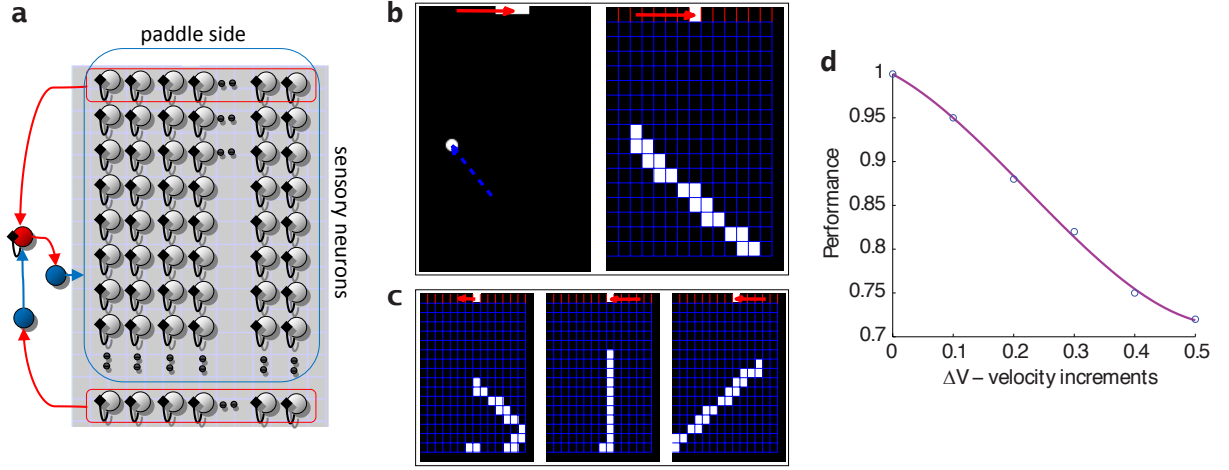 a
paddle side
sensory neurons
b
c
d
Performance
1
0.95
0.9
0.85
0.8
0.75
0.7
0 0.1 0.2 0.3 0.4 0.5
ΔV – velocity increments